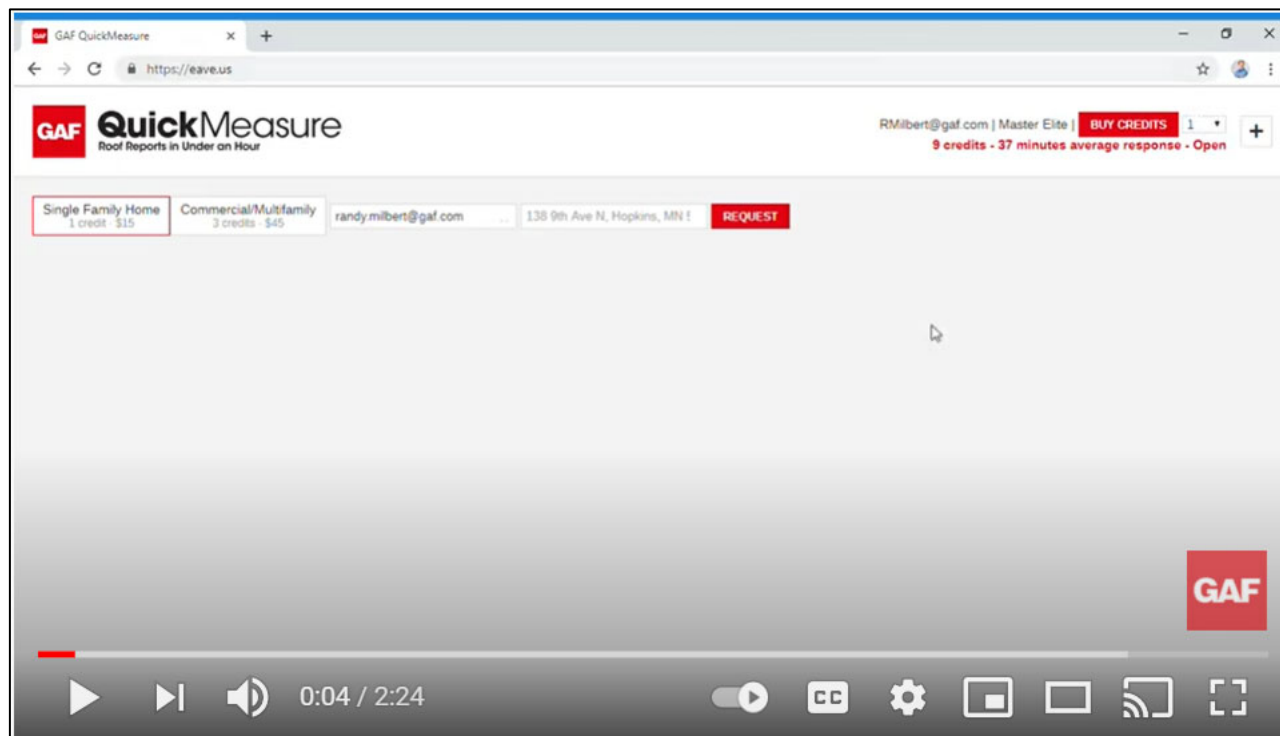 GAF QuickMeasure
https://eave.us
GAF QuickMeasure
Roof Reports in Under an Hour
RMilbert@gaf.com | Master Elite | BUY CREDITS 1
9 credits - 37 minutes average response - Open
Single Family Home
1 credit - $15
Commercial/Multifamily
3 credits - $45
randy.milbert@gaf.com ..
138 9th Ave N, Hopkins, MN
REQUEST
GAF
0:04 / 2:24
CC